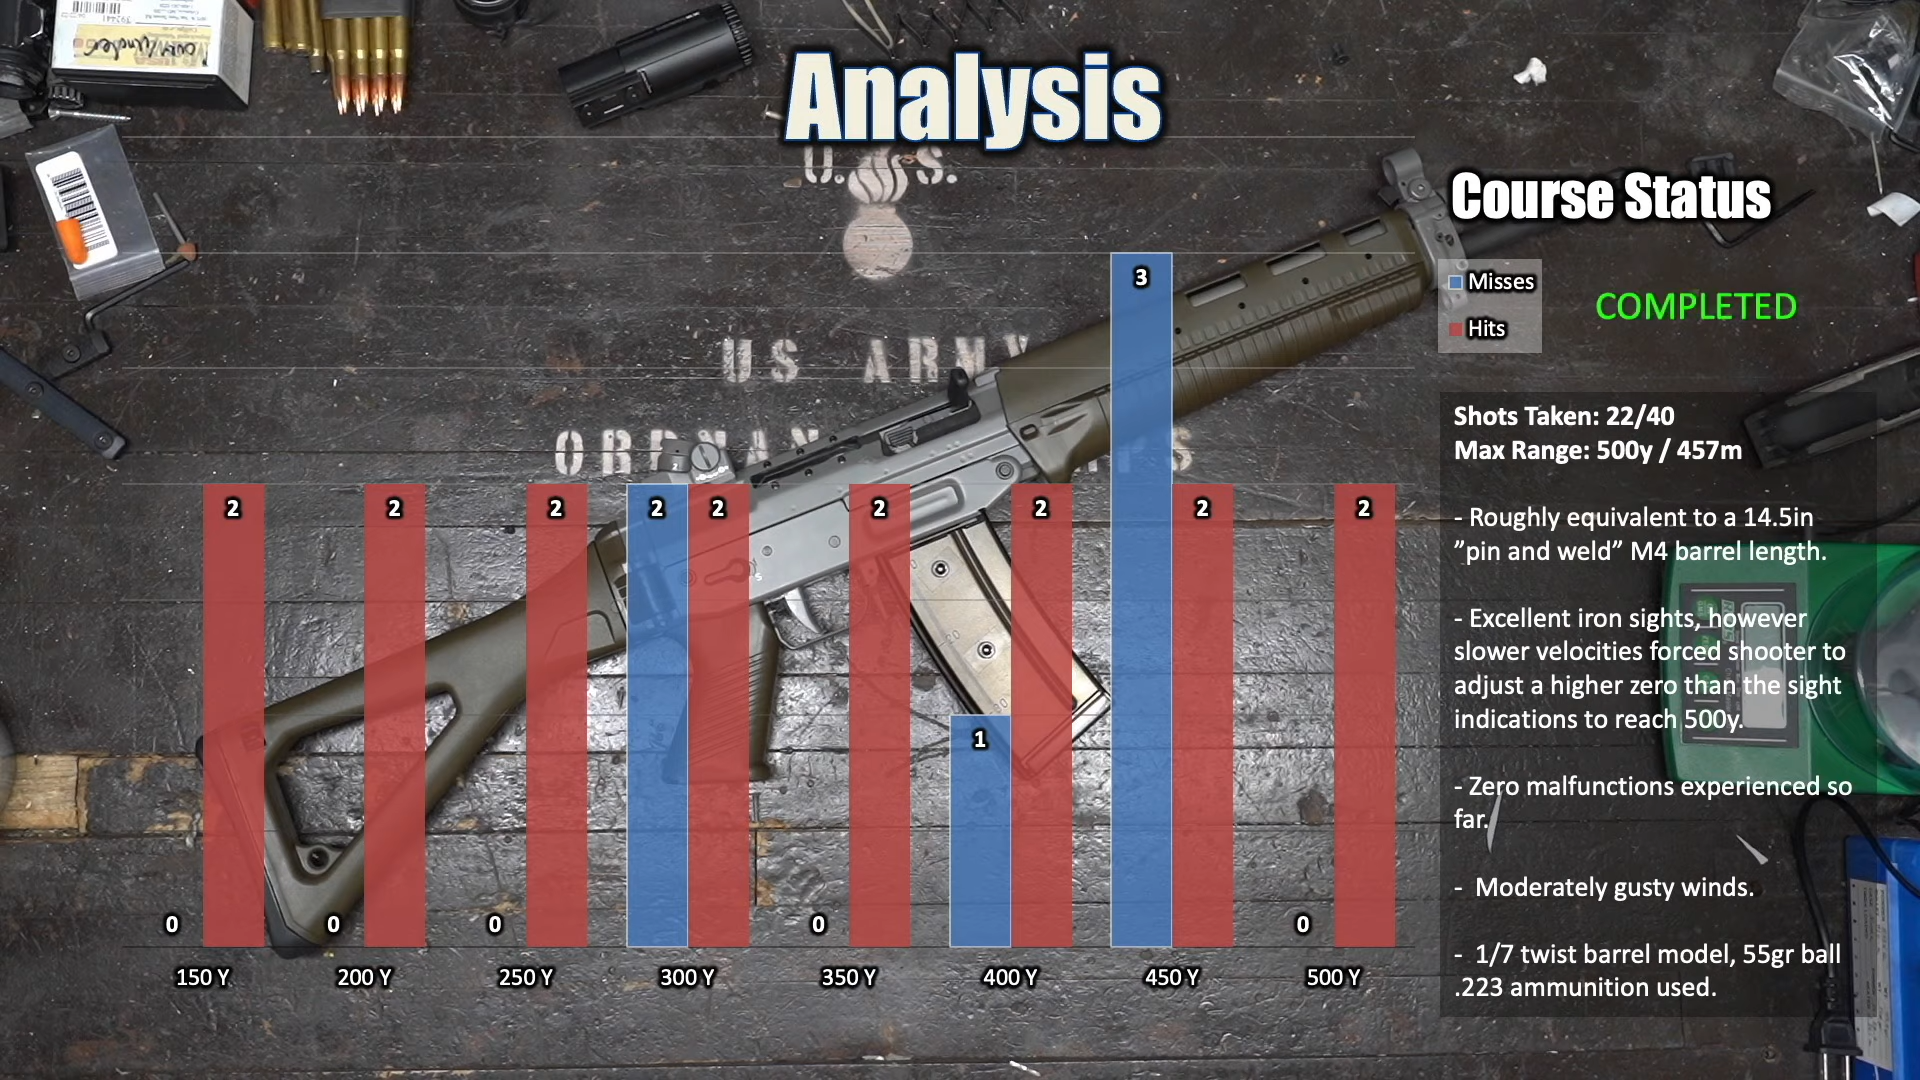 Analysis
U. S.
US ARMY
Course Status
Misses
Hits
COMPLETED
Shots Taken: 22/40
Max Range: 500y / 457m
- Roughly equivalent to a 14.5in
”pin and weld” M4 barrel length.
- Excellent iron sights, however
slower velocities forced shooter to
adjust a higher zero than the sight
indications to reach 500y.
- Zero malfunctions experienced so
far.
- Moderately gusty winds.
- 1/7 twist barrel model, 55gr ball
.223 ammunition used.
3
2 2 2 2 2 2 2 2 2
1
0 0 0 0 0
150 Y 200 Y 250 Y 300 Y 350 Y 400 Y 450 Y 500 Y